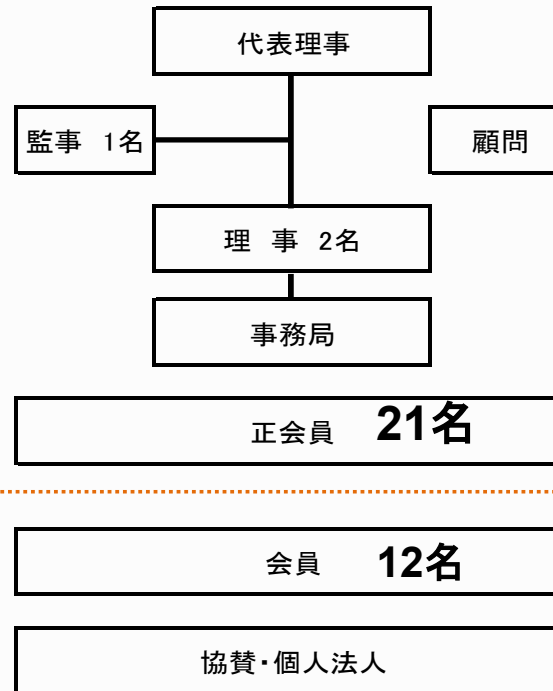 代表理事
監事 1名
顧問
理 事 2名
事務局
正会員 21名
会員 12名
協賛・個人法人